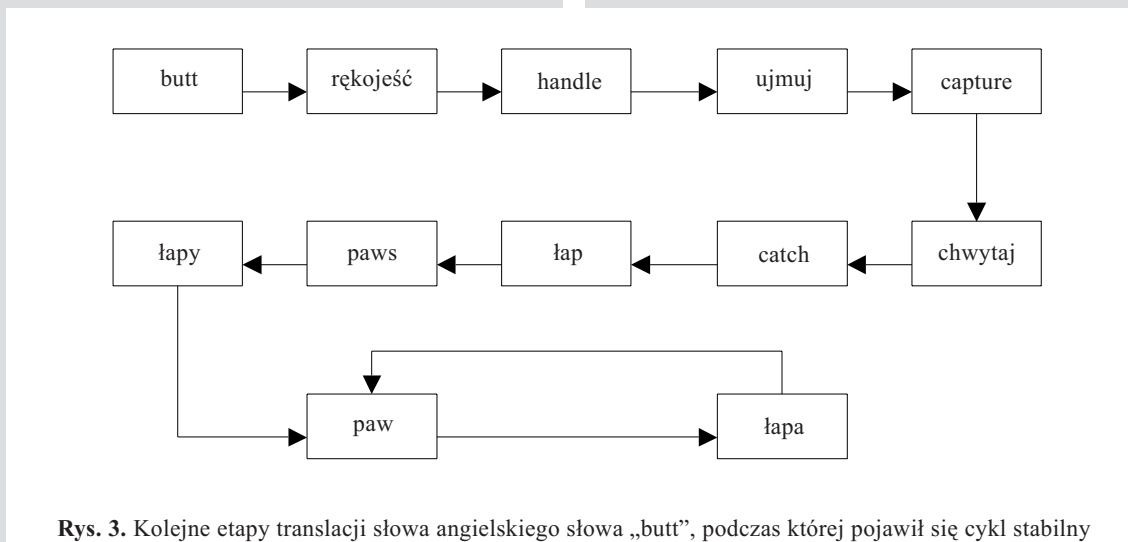 butt rękojeść handle ujmuj capture
łapy paws łap catch chwytaj
paw łapa
Rys. 3. Kolejne etapy translacji słowa angielskiego słowa „butt”, podczas której pojawił się cykl stabilny